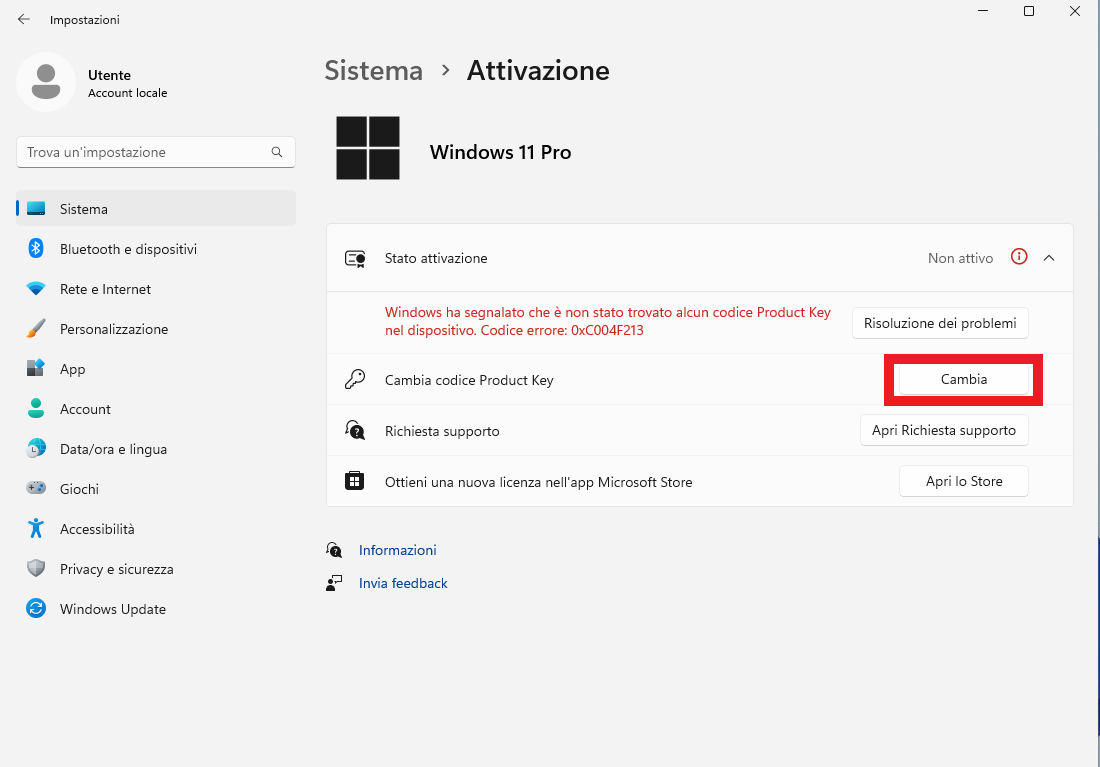 Impostazioni
Utente
Account locale
Trova un'impostazione
Sistema
Bluetooth e dispositivi
Rete e Internet
Personalizzazione
App
Account
Data/ora e lingua
Giochi
Accessibilità
Privacy e sicurezza
Windows Update
Sistema > Attivazione
Windows 11 Pro
Stato attivazione
Non attivo
Windows ha segnalato che è non stato trovato alcun codice Product Key
nel dispositivo. Codice errore: 0xC004F213
Risoluzione dei problemi
Cambia codice Product Key
Cambia
Richiesta supporto
Apri Richiesta supporto
Ottieni una nuova licenza nell'app Microsoft Store
Apri lo Store
Informazioni
Invia feedback